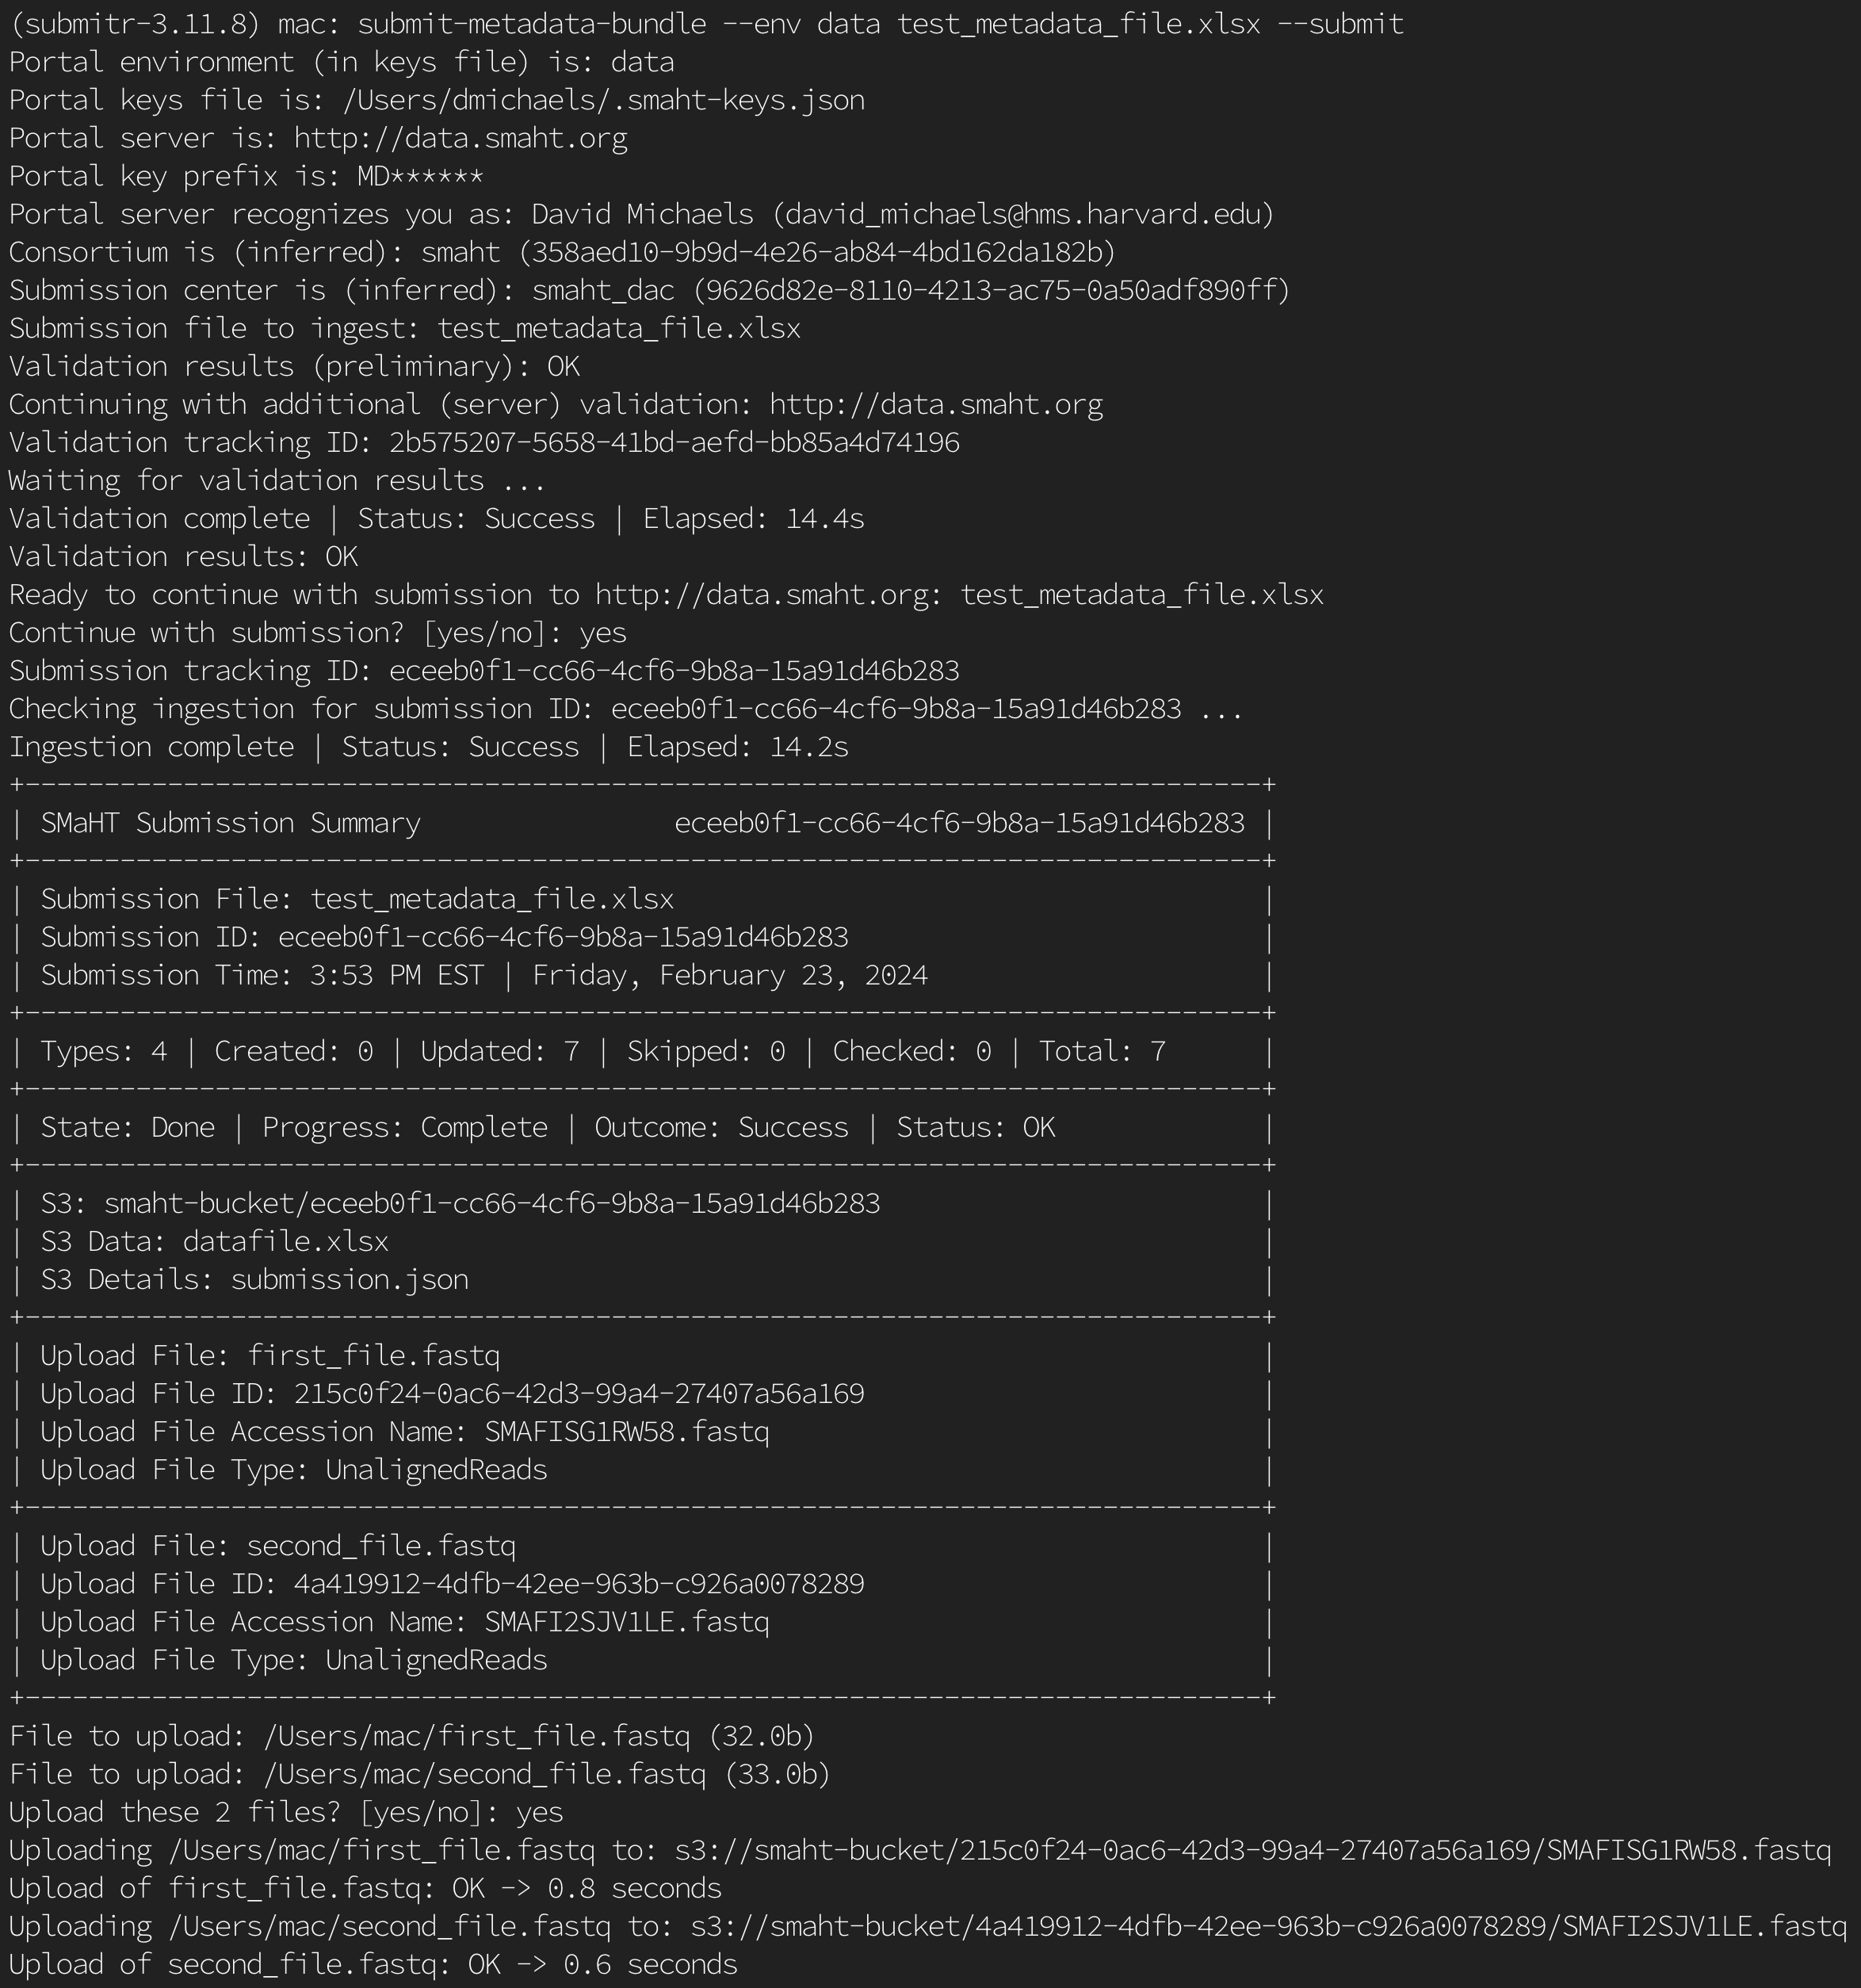 (submitr-3.11.8) mac: submit-metadata-bundle --env data test_metadata_file.xlsx --submit
Portal environment (in keys file) is: data
Portal keys file is: /Users/dmichaels/.smaht-keys.json
Portal server is: http://data.smaht.org
Portal key prefix is: MD******
Portal server recognizes you as: David Michaels (david_michaels@hms.harvard.edu)
Consortium is (inferred): smaht (358aed10-9b9d-4e26-ab84-4bd162da182b)
Submission center is (inferred): smaht_dac (9626d82e-8110-4213-ac75-0a50adf890ff)
Submission file to ingest: test_metadata_file.xlsx
Validation results (preliminary): OK
Continuing with additional (server) validation: http://data.smaht.org
Validation tracking ID: 2b575207-5658-41bd-aefd-bb85a4d74196
Waiting for validation results ...
Validation complete | Status: Success | Elapsed: 14.4s
Validation results: OK
Ready to continue with submission to http://data.smaht.org: test_metadata_file.xlsx
Continue with submission? [yes/no]: yes
Submission tracking ID: eceeb0f1-cc66-4cf6-9b8a-15a91d46b283
Checking ingestion for submission ID: eceeb0f1-cc66-4cf6-9b8a-15a91d46b283 ...
Ingestion complete | Status: Success | Elapsed: 14.2s
+------------------------------------------------------------------------------+
| SMaHT Submission Summary                eceeb0f1-cc66-4cf6-9b8a-15a91d46b283 |
+------------------------------------------------------------------------------+
| Submission File: test_metadata_file.xlsx                                     |
| Submission ID: eceeb0f1-cc66-4cf6-9b8a-15a91d46b283                          |
| Submission Time: 3:53 PM EST | Friday, February 23, 2024                     |
+------------------------------------------------------------------------------+
| Types: 4 | Created: 0 | Updated: 7 | Skipped: 0 | Checked: 0 | Total: 7      |
+------------------------------------------------------------------------------+
| State: Done | Progress: Complete | Outcome: Success | Status: OK             |
+------------------------------------------------------------------------------+
| S3: smaht-bucket/eceeb0f1-cc66-4cf6-9b8a-15a91d46b283                        |
| S3 Data: datafile.xlsx                                                       |
| S3 Details: submission.json                                                  |
+------------------------------------------------------------------------------+
| Upload File: first_file.fastq                                                |
| Upload File ID: 215c0f24-0ac6-42d3-99a4-27407a56a169                         |
| Upload File Accession Name: SMAFISG1RW58.fastq                               |
| Upload File Type: UnalignedReads                                             |
+------------------------------------------------------------------------------+
| Upload File: second_file.fastq                                               |
| Upload File ID: 4a419912-4dfb-42ee-963b-c926a0078289                         |
| Upload File Accession Name: SMAFI2SJV1LE.fastq                               |
| Upload File Type: UnalignedReads                                             |
+------------------------------------------------------------------------------+
File to upload: /Users/mac/first_file.fastq (32.0b)
File to upload: /Users/mac/second_file.fastq (33.0b)
Upload these 2 files? [yes/no]: yes
Uploading /Users/mac/first_file.fastq to: s3://smaht-bucket/215c0f24-0ac6-42d3-99a4-27407a56a169/SMAFISG1RW58.fastq
Upload of first_file.fastq: OK -> 0.8 seconds
Uploading /Users/mac/second_file.fastq to: s3://smaht-bucket/4a419912-4dfb-42ee-963b-c926a0078289/SMAFI2SJV1LE.fastq
Upload of second_file.fastq: OK -> 0.6 seconds